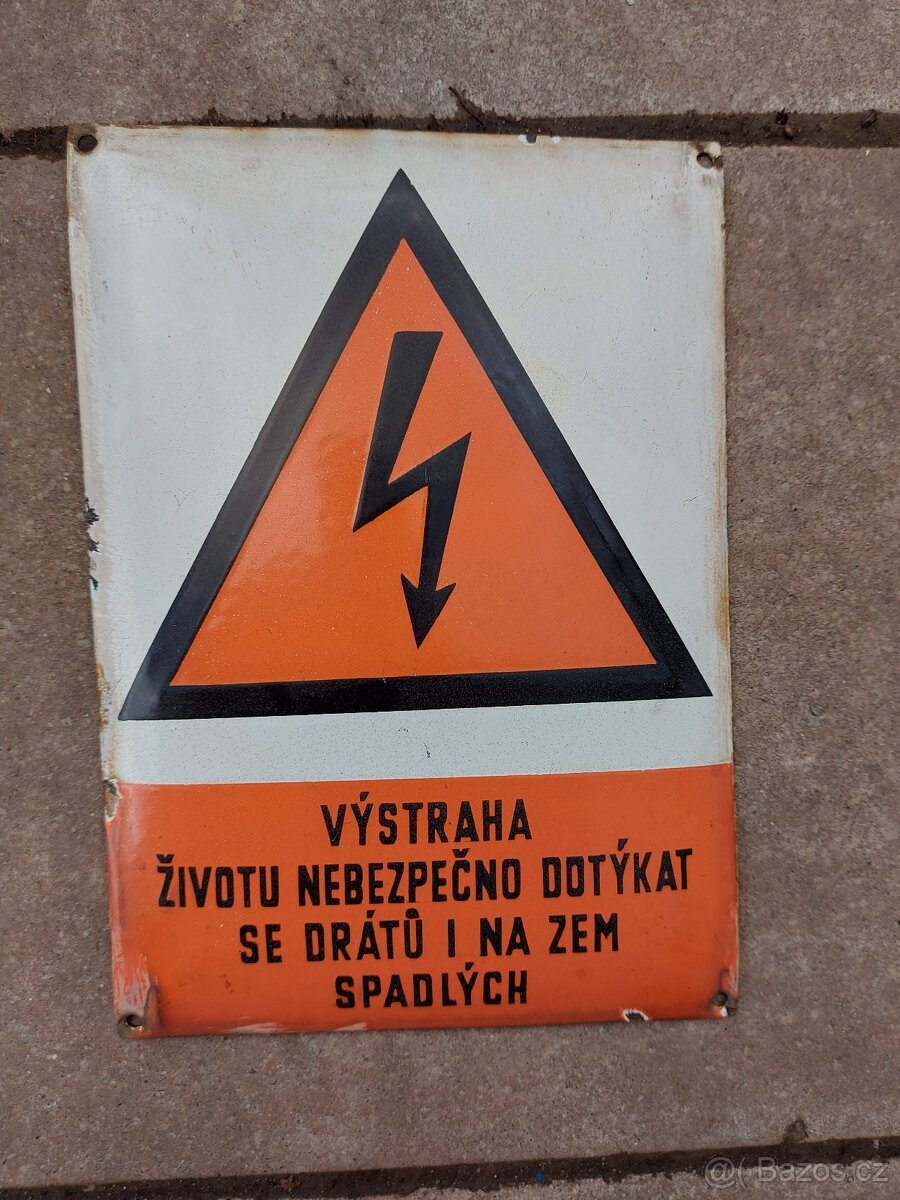 VÝSTRAHA
ŽIVOTU NEBEZPEČNO DOTÝKAT
SE DRÁTŮ I NA ZEM
SPADLÝCH
@( Bazos.cz